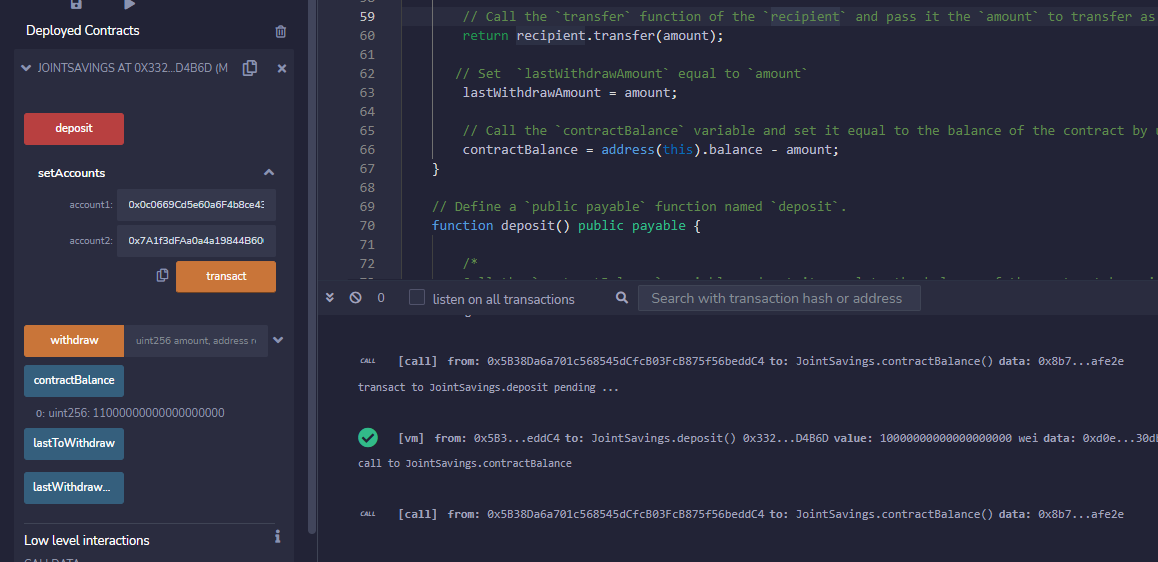 Deployed Contracts
JOINTSAVINGS AT 0X332...D4B6D (M
deposit
setAccounts
account1: 0x0c0669Cd5e60a6F4b8ce43
account2: 0x7A1f3dFAa0a4a19844B60
transact
withdraw uint256 amount, address re
contractBalance
0: uint256: 11000000000000000000
lastToWithdraw
lastWithdraw...
Low level interactions
59 // Call the `transfer` function of the `recipient` and pass it the `amount` to transfer as
60 return recipient.transfer(amount);
61
62 // Set  `lastWithdrawAmount` equal to `amount`
63 lastWithdrawAmount = amount;
64
65 // Call the `contractBalance` variable and set it equal to the balance of the contract by
66 contractBalance = address(this).balance - amount;
67 }
68
69 // Define a `public payable` function named `deposit`.
70 function deposit() public payable {
71
72 /*
0 listen on all transactions Search with transaction hash or address
CALL [call] from: 0x5B38Da6a701c568545dCfcB03FcB875f56beddC4 to: JointSavings.contractBalance() data: 0x8b7...afe2e
transact to JointSavings.deposit pending ...
[vm] from: 0x5B3...eddC4 to: JointSavings.deposit() 0x332...D4B6D value: 10000000000000000000 wei data: 0xd0e...30d
call to JointSavings.contractBalance
CALL [call] from: 0x5B38Da6a701c568545dCfcB03FcB875f56beddC4 to: JointSavings.contractBalance() data: 0x8b7...afe2e